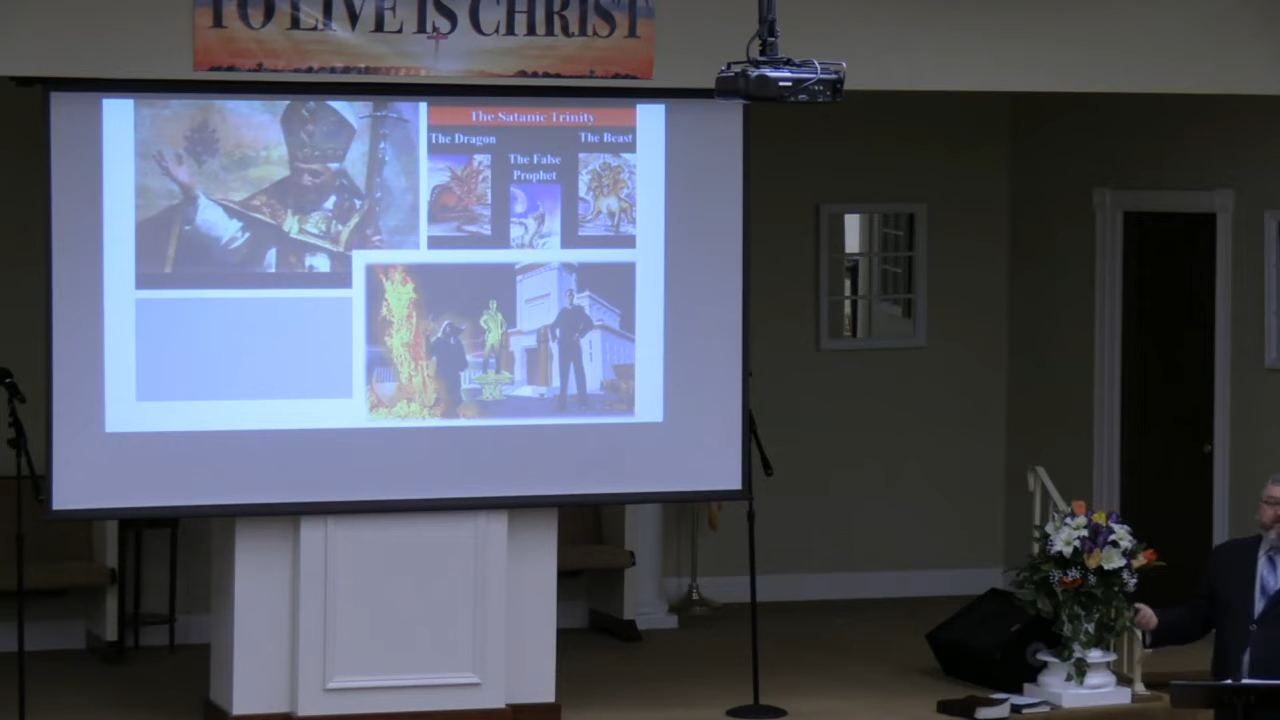 TO LIVE IS CHRIST
The Satanic Trinity
The Dragon
The False
Prophet
The Beast